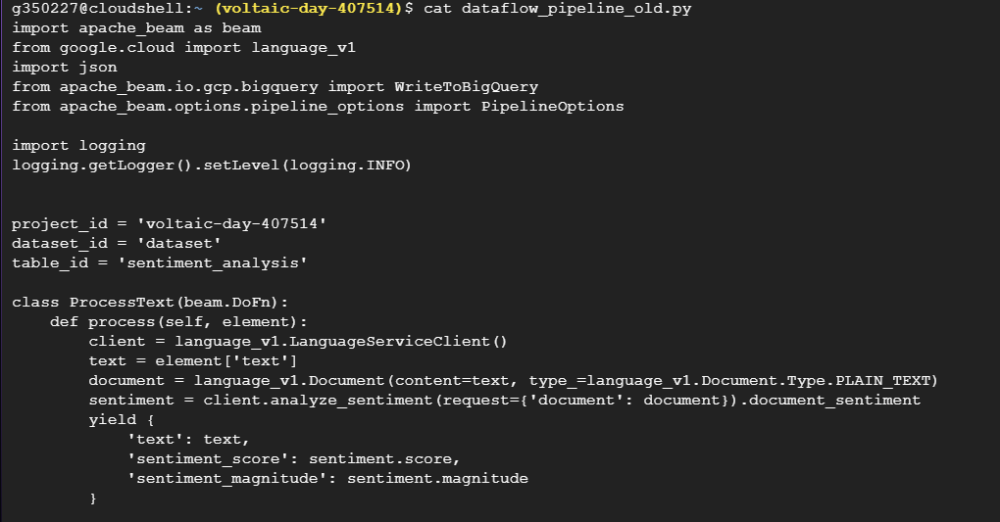 g350227@cloudshell:~ (voltaic-day-407514)$ cat dataflow_pipeline_old.py
import apache_beam as beam
from google.cloud import language_v1
import json
from apache_beam.io.gcp.bigquery import WriteToBigQuery
from apache_beam.options.pipeline_options import PipelineOptions

import logging
logging.getLogger().setLevel(logging.INFO)


project_id = 'voltaic-day-407514'
dataset_id = 'dataset'
table_id = 'sentiment_analysis'

class ProcessText(beam.DoFn):
    def process(self, element):
        client = language_v1.LanguageServiceClient()
        text = element['text']
        document = language_v1.Document(content=text, type_=language_v1.Document.Type.PLAIN_TEXT)
        sentiment = client.analyze_sentiment(request={'document': document}).document_sentiment
        yield {
            'text': text,
            'sentiment_score': sentiment.score,
            'sentiment_magnitude': sentiment.magnitude
        }